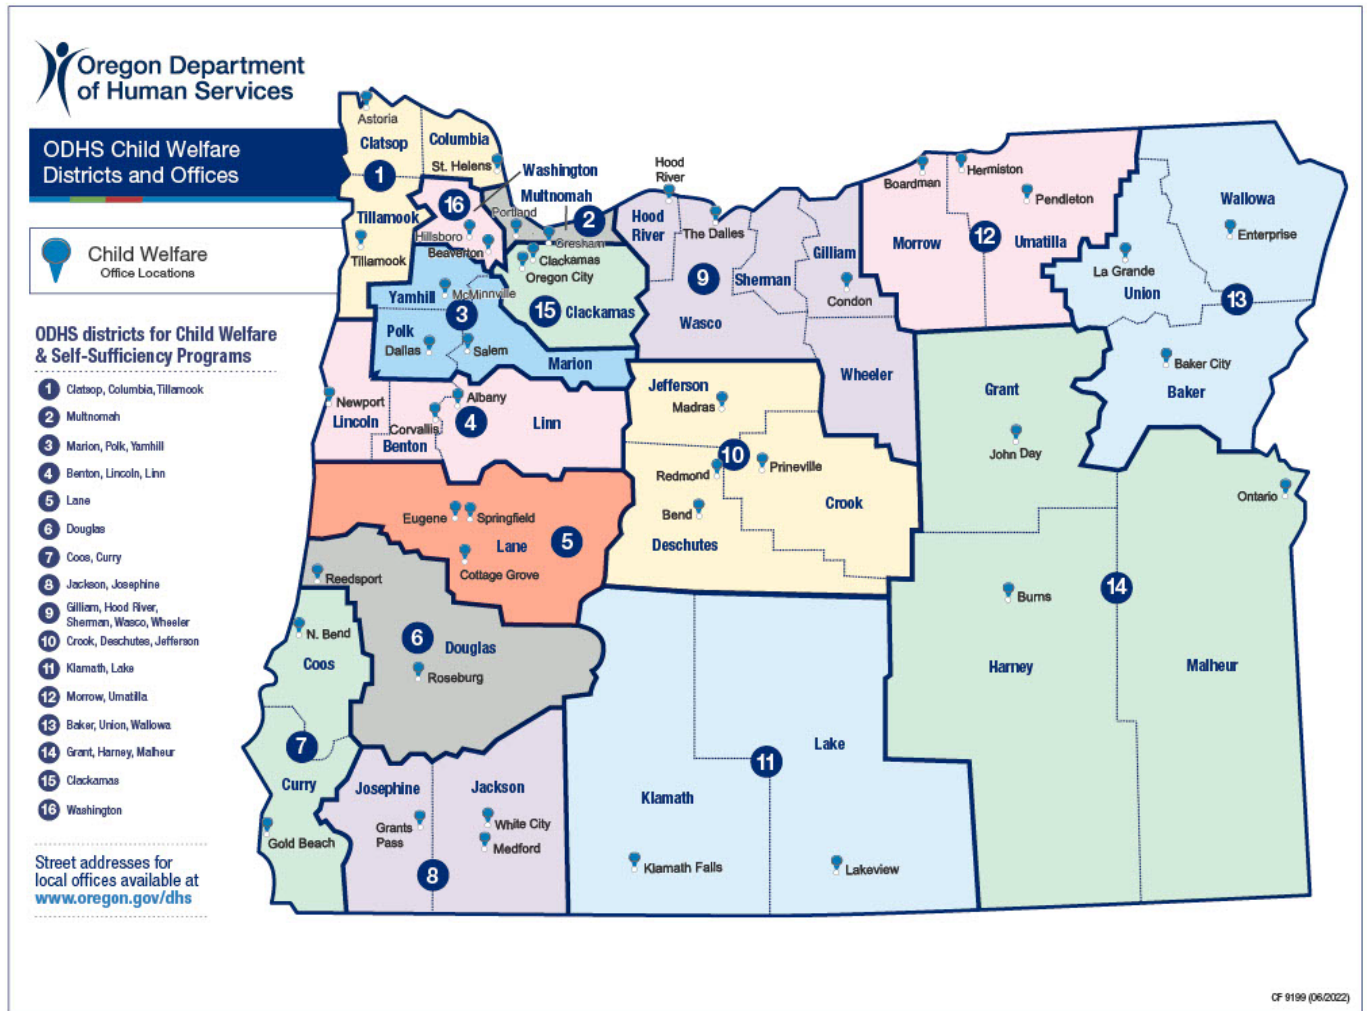 Oregon Department
of Human Services
ODHS Child Welfare
Districts and Offices
Child Welfare
Office Locations
ODHS districts for Child Welfare
& Self-Sufficiency Programs
1 Clatsop, Columbia, Tillamook
2 Multnomah
3 Marion, Polk, Yamhill
4 Benton, Lincoln, Linn
5 Lane
6 Douglas
7 Coos, Curry
8 Jackson, Josephine
9 Gilliam, Hood River,
Sherman, Wasco, Wheeler
10 Crook, Deschutes, Jefferson
11 Klamath, Lake
12 Morrow, Umatilla
13 Baker, Union, Wallowa
14 Grant, Harney, Malheur
15 Clackamas
16 Washington
Street addresses for
local offices available at
www.oregon.gov/dhs
Astoria
Clatsop
Columbia
St. Helens
1
Tillamook
Tillamook
Washington
16
Hillsboro
Beaverton
Multnomah
Portland
2
Gresham
Clackamas
Oregon City
15
Clackamas
Yamhill
McMinnville
3
Polk
Dallas
Salem
Marion
Newport
Lincoln
Corvallis
Benton
Albany
4
Linn
Eugene
Springfield
Lane
5
Cottage Grove
Reedsport
6
Douglas
Roseburg
N. Bend
Coos
7
Curry
Gold Beach
Josephine
Grants
Pass
Jackson
White City
Medford
8
Hood
River
Hood
River
The Dalles
9
Sherman
Wasco
Gilliam
Condon
Wheeler
Jefferson
Madras
10
Redmond
Prineville
Bend
Crook
Deschutes
Klamath
Klamath Falls
11
Lake
Lakeview
Boardman
Hermiston
Pendleton
Morrow
12
Umatilla
Wallowa
Enterprise
La Grande
Union
13
Baker City
Baker
Grant
John Day
Ontario
Burns
14
Harney
Malheur
CF 9199 (06/2022)